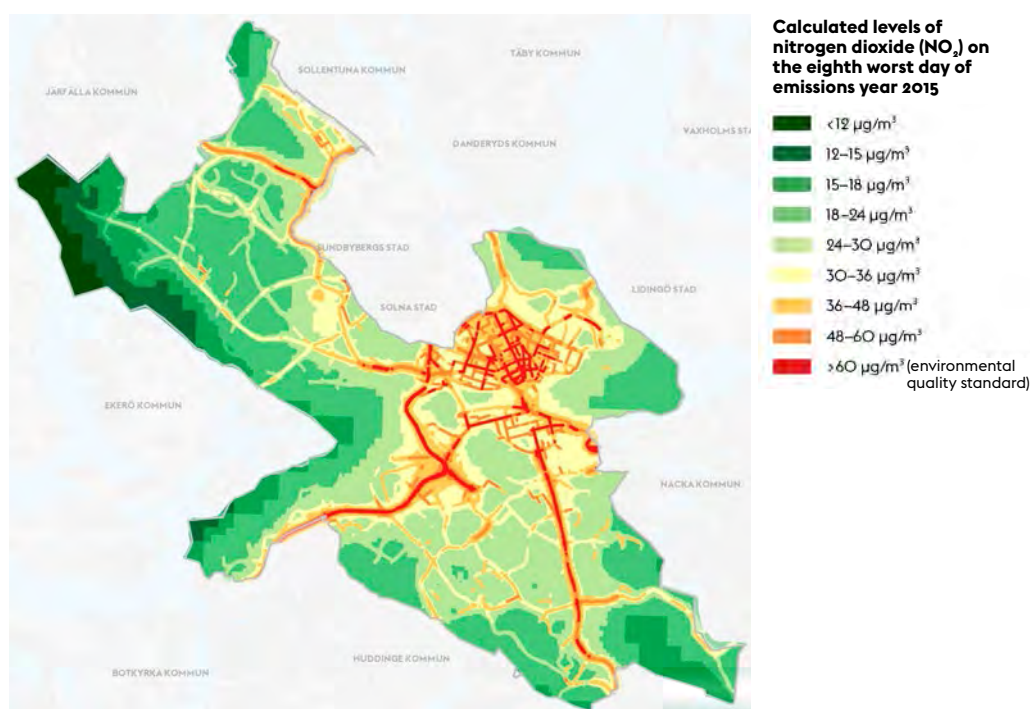 TÄBY KOMMUN
SOLLENTUNA KOMMUN
JÄRFÄLLA KOMMUN
VAXHOLMS STA
DANDERYDS KOMMUN
SUNDBYBERGS STAD
LIDINGÖ STAD
SOLNA STAD
EKERÖ KOMMUN
NACKA KOMMUN
HUDDINGE KOMMUN
BOTKYRKA KOMMUN
Calculated levels of
nitrogen dioxide (NO₂) on
the eighth worst day of
emissions year 2015
<12 µg/m³
12–15 µg/m³
15–18 µg/m³
18–24 µg/m³
24–30 µg/m³
30–36 µg/m³
36–48 µg/m³
48–60 µg/m³
>60 µg/m³ (environmental
quality standard)